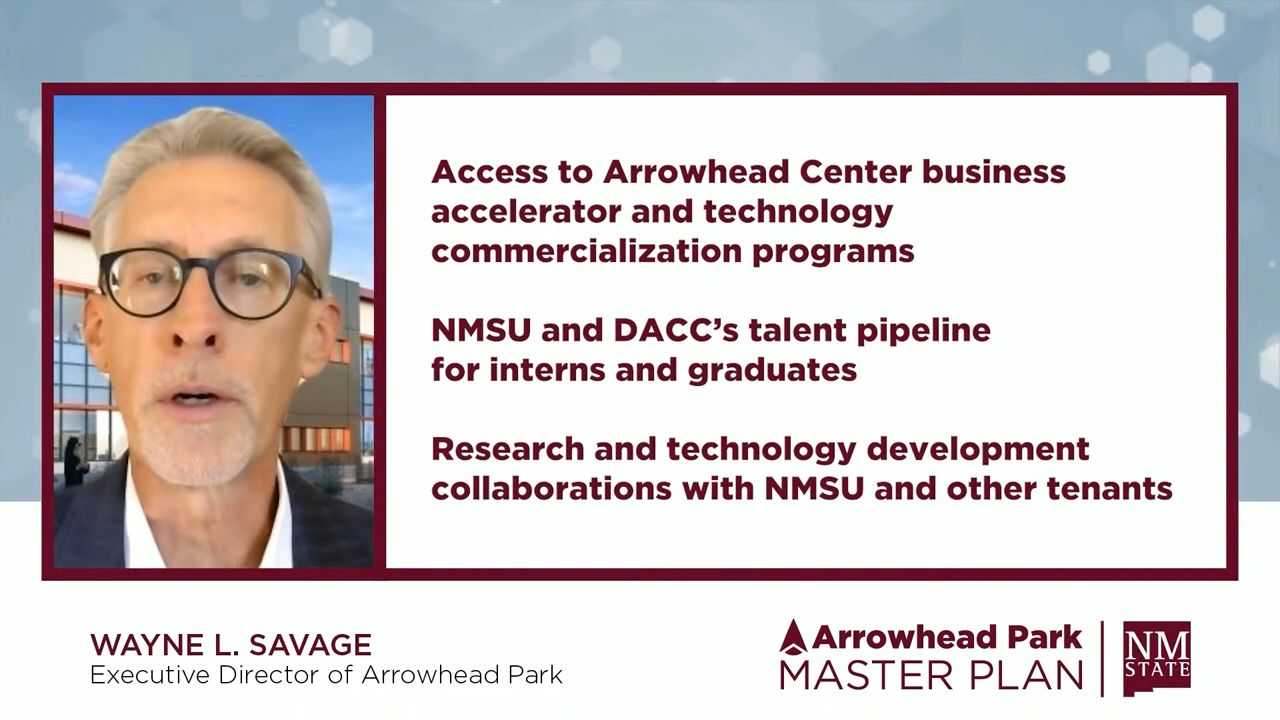 Access to Arrowhead Center business
accelerator and technology
commercialization programs
NMSU and DACC’s talent pipeline
for interns and graduates
Research and technology development
collaborations with NMSU and other tenants
WAYNE L. SAVAGE
Executive Director of Arrowhead Park
Arrowhead Park
MASTER PLAN
NM
STATE